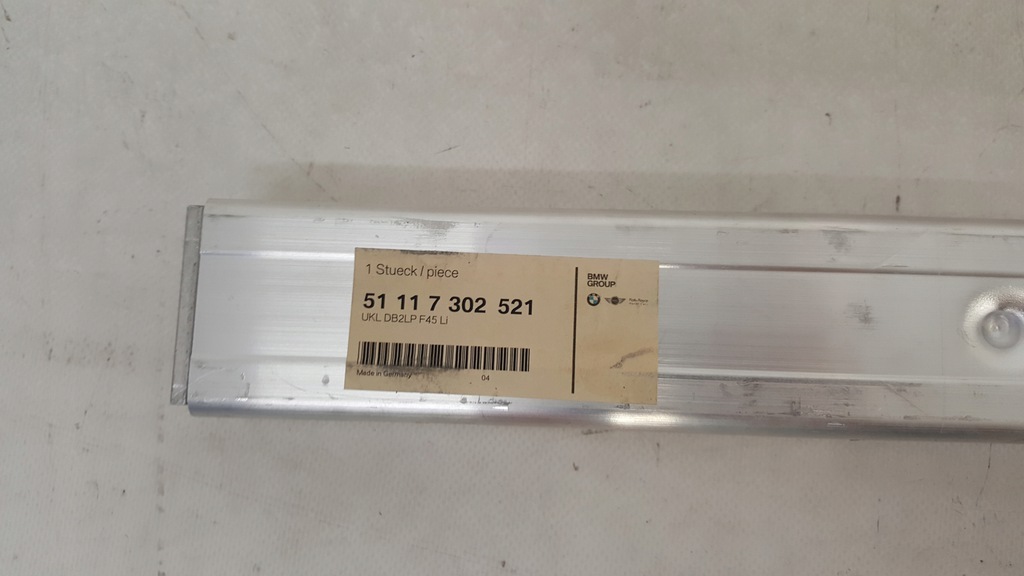 1 Stueck / piece
51 11 7 302 521
UKL DB2LP F45 Li
Made in Germany
04
BMW
GROUP